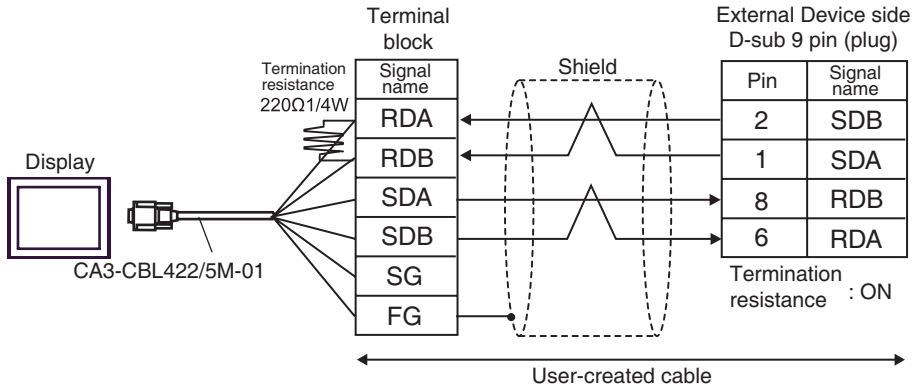 Terminal
block
External Device side
D-sub 9 pin (plug)
Termination
resistance
220Ω1/4W
Signal
name
Shield
Pin
Signal
name
RDA
2
SDB
RDB
1
SDA
Display
SDA
8
RDB
SDB
6
RDA
CA3-CBL422/5M-01
SG
Termination
resistance
: ON
FG
User-created cable